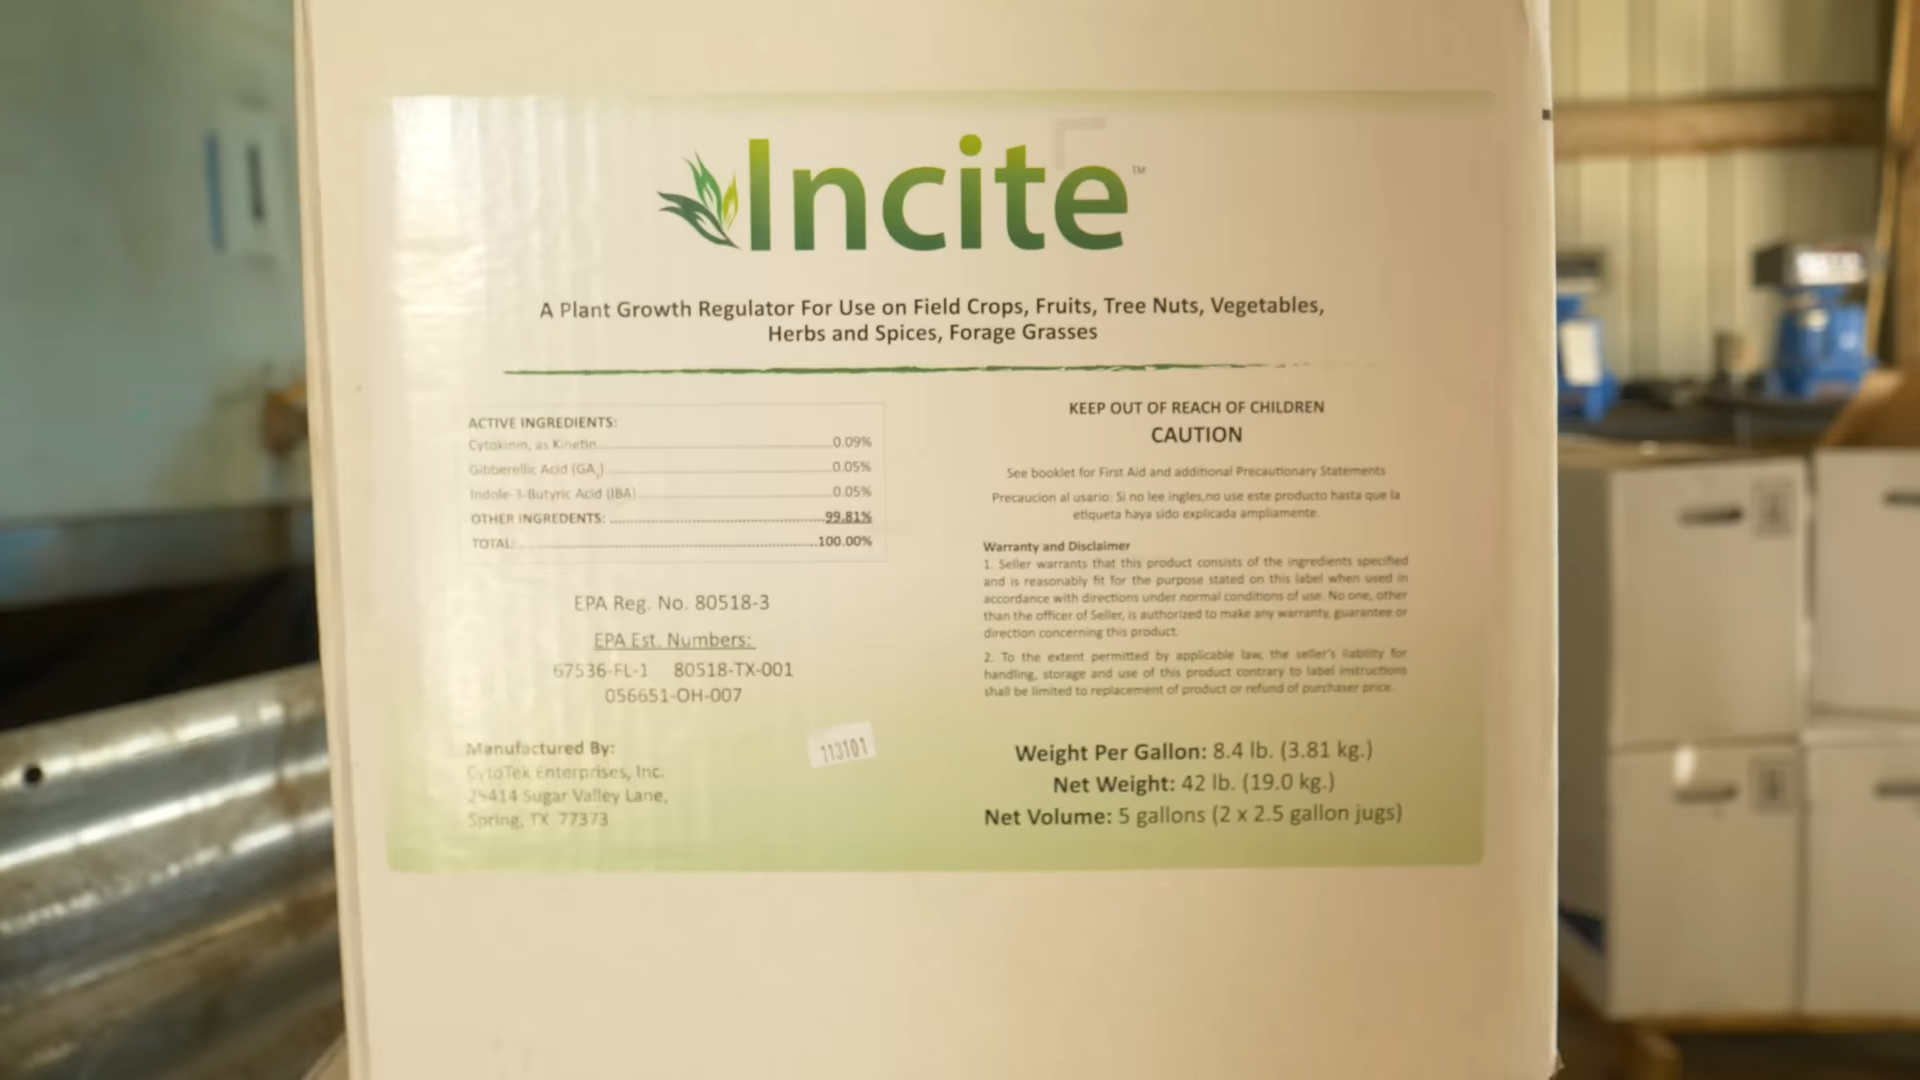 Incite™
A Plant Growth Regulator For Use on Field Crops, Fruits, Tree Nuts, Vegetables,
Herbs and Spices, Forage Grasses
ACTIVE INGREDIENTS:
Cytokinin, as Kinetin 0.09%
Gibberellic Acid (GA₃) 0.05%
Indole-3-Butyric Acid (IBA) 0.05%
OTHER INGREDENTS: 99.81%
TOTAL: 100.00%
EPA Reg. No. 80518-3
EPA Est. Numbers:
67536-FL-1 80518-TX-001
056651-OH-007
Manufactured By:
CytoTek Enterprises, Inc.
25414 Sugar Valley Lane,
Spring, TX 77373
113101
KEEP OUT OF REACH OF CHILDREN
CAUTION
See booklet for First Aid and additional Precautionary Statements
Precaucion al usario: Si no lee ingles,no use este producto hasta que la
etiqueta haya sido explicada ampliamente.
Warranty and Disclaimer
1. Seller warrants that this product consists of the ingredients specified
and is reasonably fit for the purpose stated on this label when used in
accordance with directions under normal conditions of use. No one, other
than the officer of Seller, is authorized to make any warranty, guarantee or
direction concerning this product.
2. To the extent permitted by applicable law, the seller's liability for
handling, storage and use of this product contrary to label instructions
shall be limited to replacement of product or refund of purchaser price.
Weight Per Gallon: 8.4 lb. (3.81 kg.)
Net Weight: 42 lb. (19.0 kg.)
Net Volume: 5 gallons (2 x 2.5 gallon jugs)